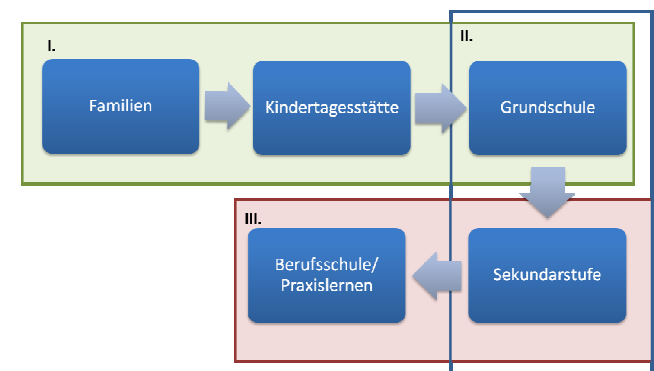 I.
II.
Familien
Kindertagesstätte
Grundschule
III.
Berufsschule/
Praxislernen
Sekundarstufe